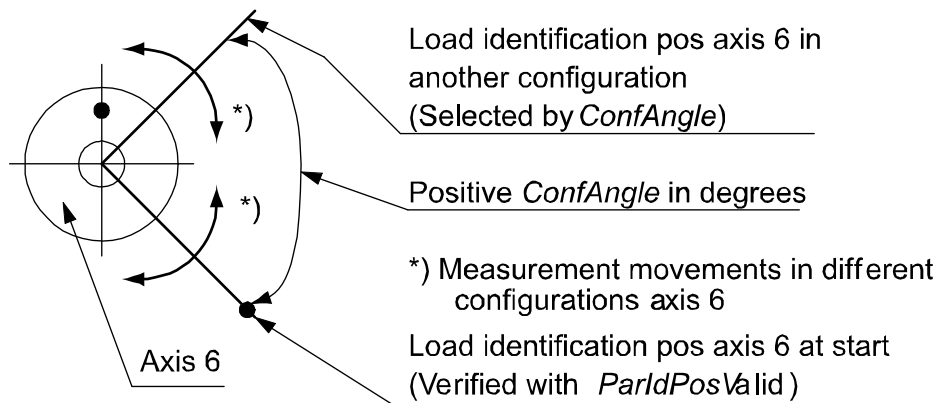 Load identification pos axis 6 in
another configuration
(Selected by ConfAngle)
*)
Positive ConfAngle in degrees
*)
*) Measurement movements in different
configurations axis 6
Load identification pos axis 6 at start
(Verified with ParIdPosValid)
Axis 6